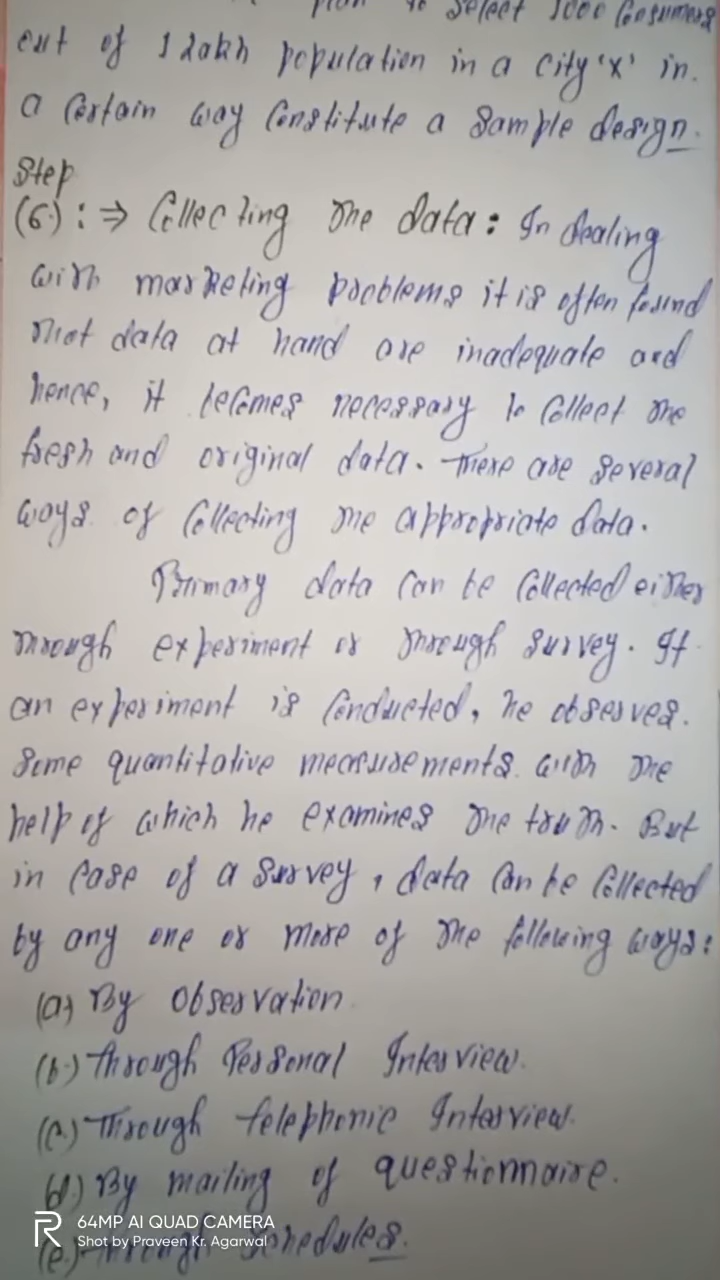 plan to select 1000 Consumers
out of 1 lakh population in a city 'x' in
a Certain way Constitute a Sample design.
Step
(6) : ⇒ Collecting the data : In dealing
with marketing problems it is often found
that data at hand are inadequate and
hence, it becomes necessary to Collect the
fresh and original data. There are several
ways of Collecting the appropriate data.
Primary data Can be Collected either
through experiment or through Survey. If
an experiment is Conducted, he observes
Some quantitative measurements with the
help of which he examines the truth. But
in Case of a Survey, data Can be Collected
by any one or more of the following ways:
(a) By Observation
(b) Through Personal Interview.
(c) Through telephonic Interview.
(d) By mailing of questionnaire.
(e) Through Schedules.
64MP AI QUAD CAMERA
Shot by Praveen Kr. Agarwal